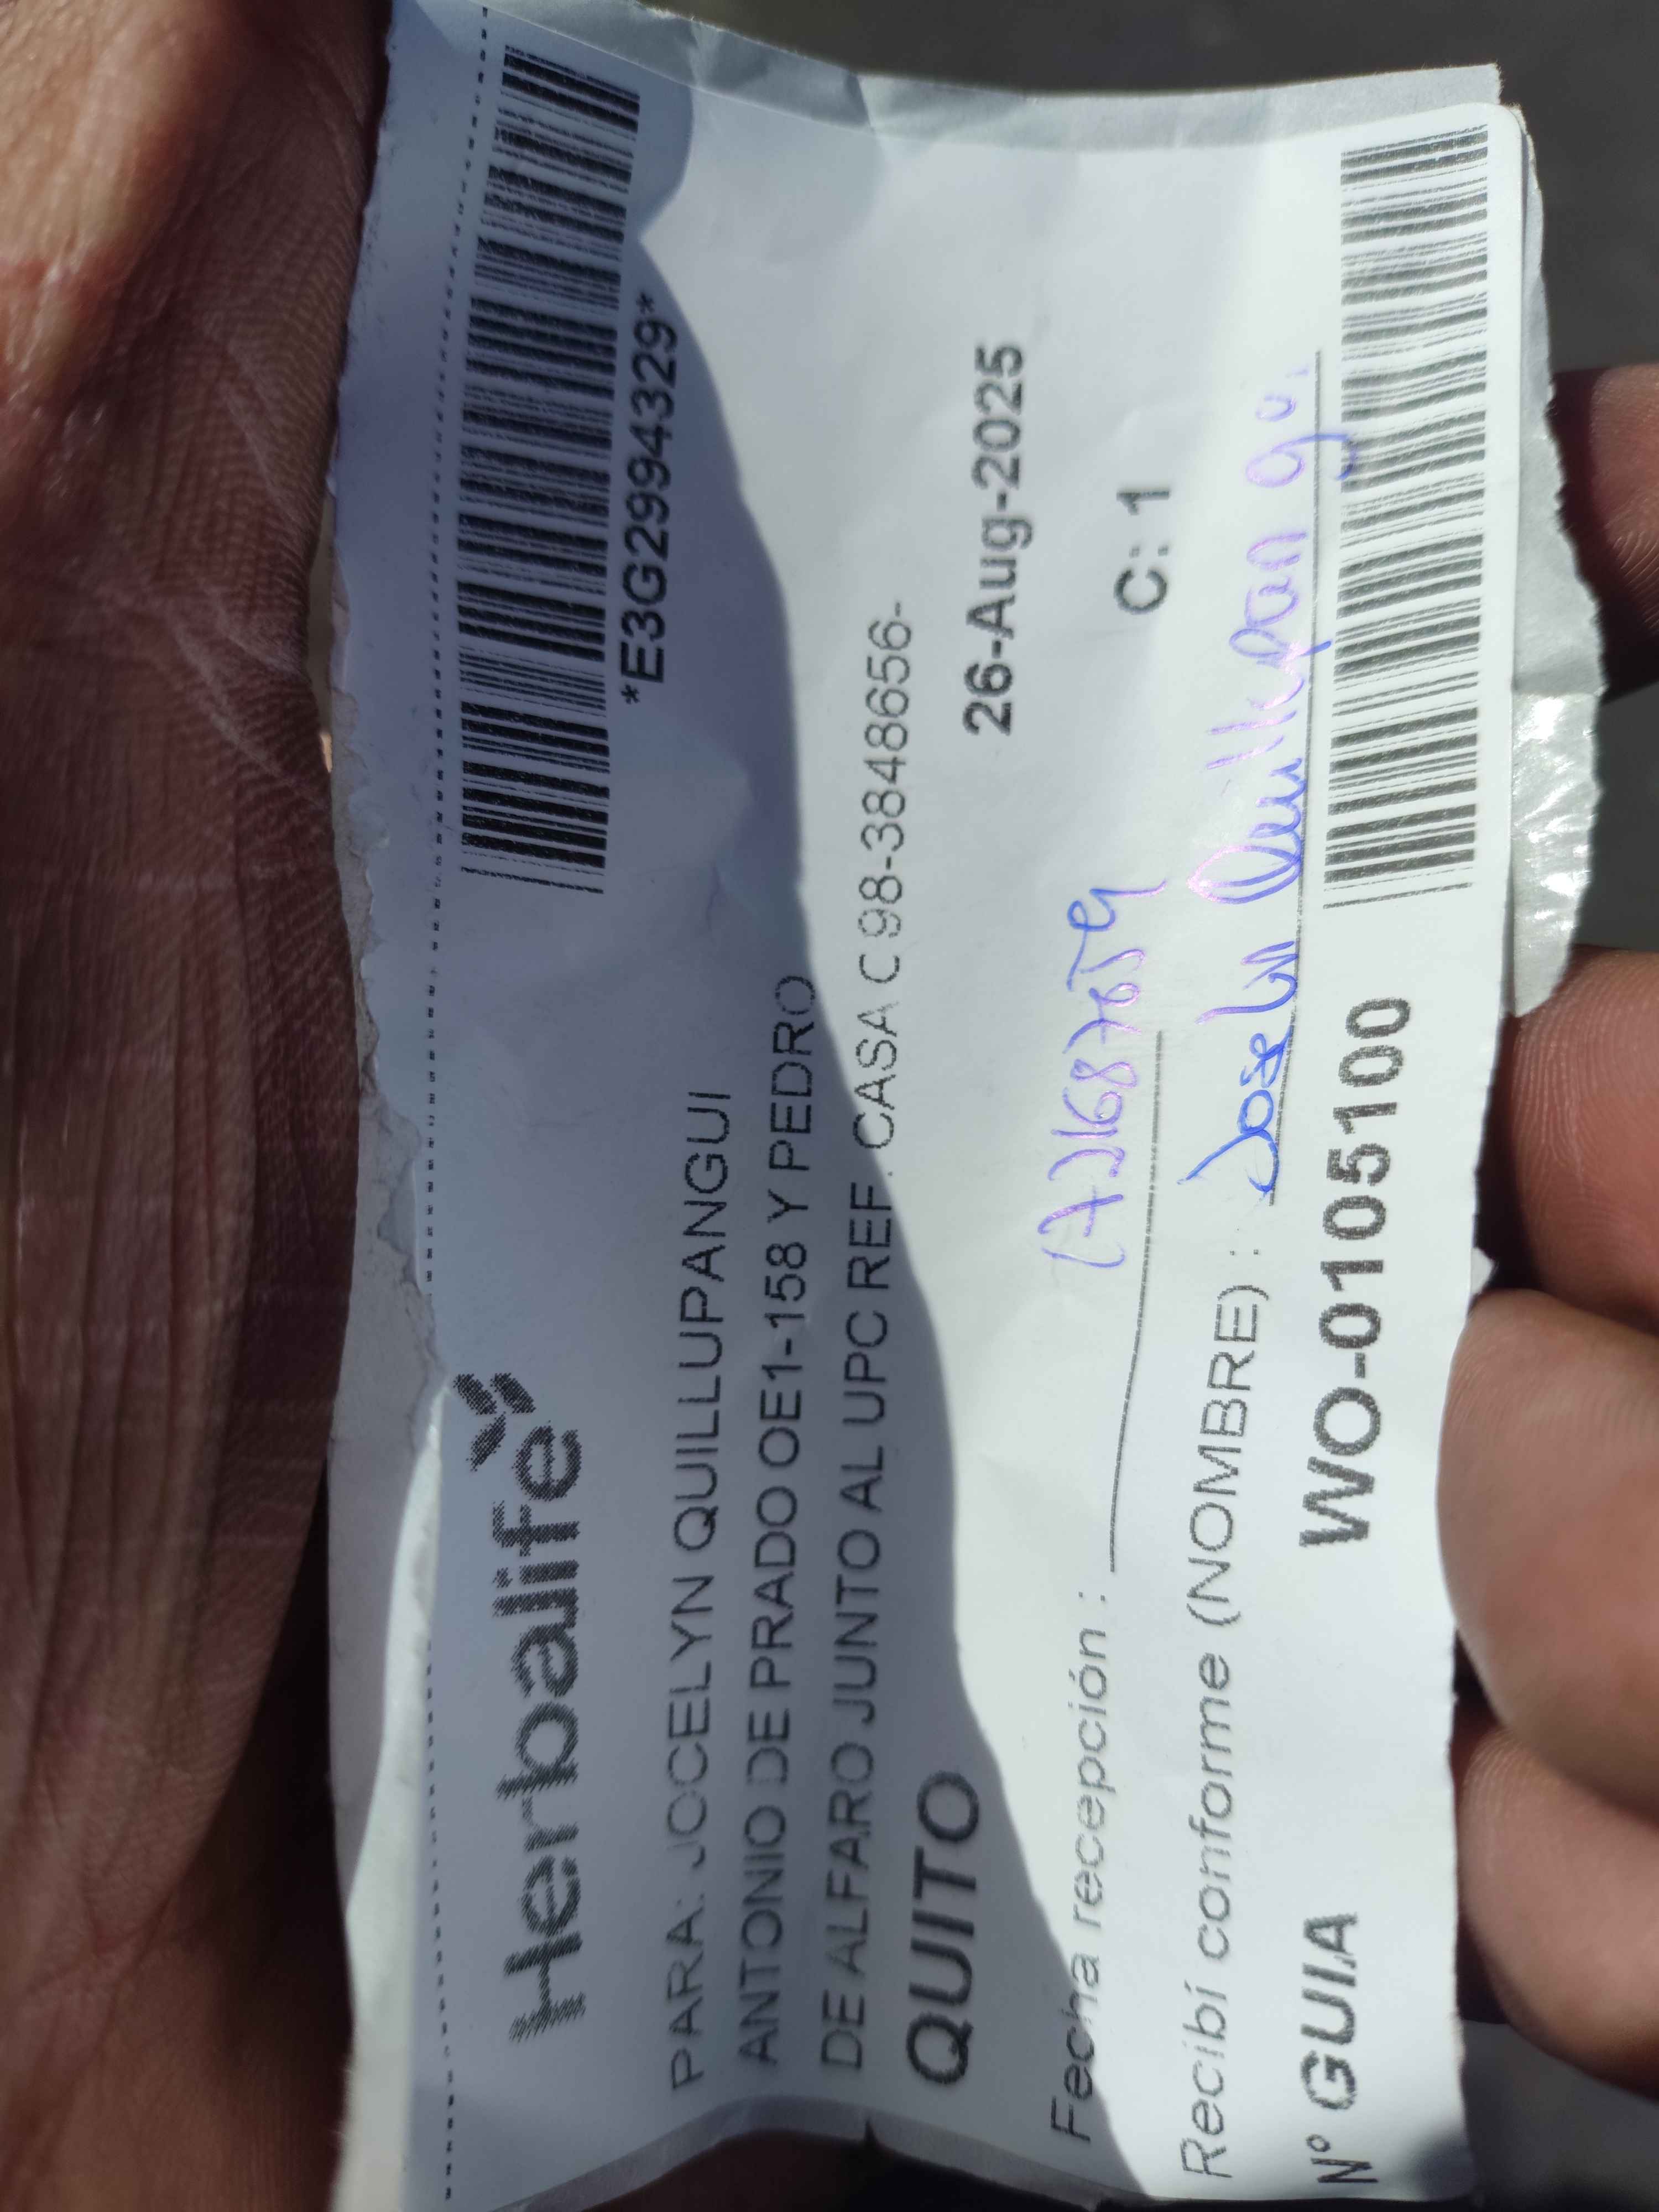 Herbalife
*E3G2994329*
PARA: JOCELYN QUILLUPANGUI
ANTONIO DE PRADO OE1-158 Y PEDRO
DE ALFARO JUNTO AL UPC REF. CASA C 98-3848656-
QUITO
26-Aug-2025
Fecha recepción :
C: 1
Recibí conforme (NOMBRE) :
N° GUIA WO-0105100